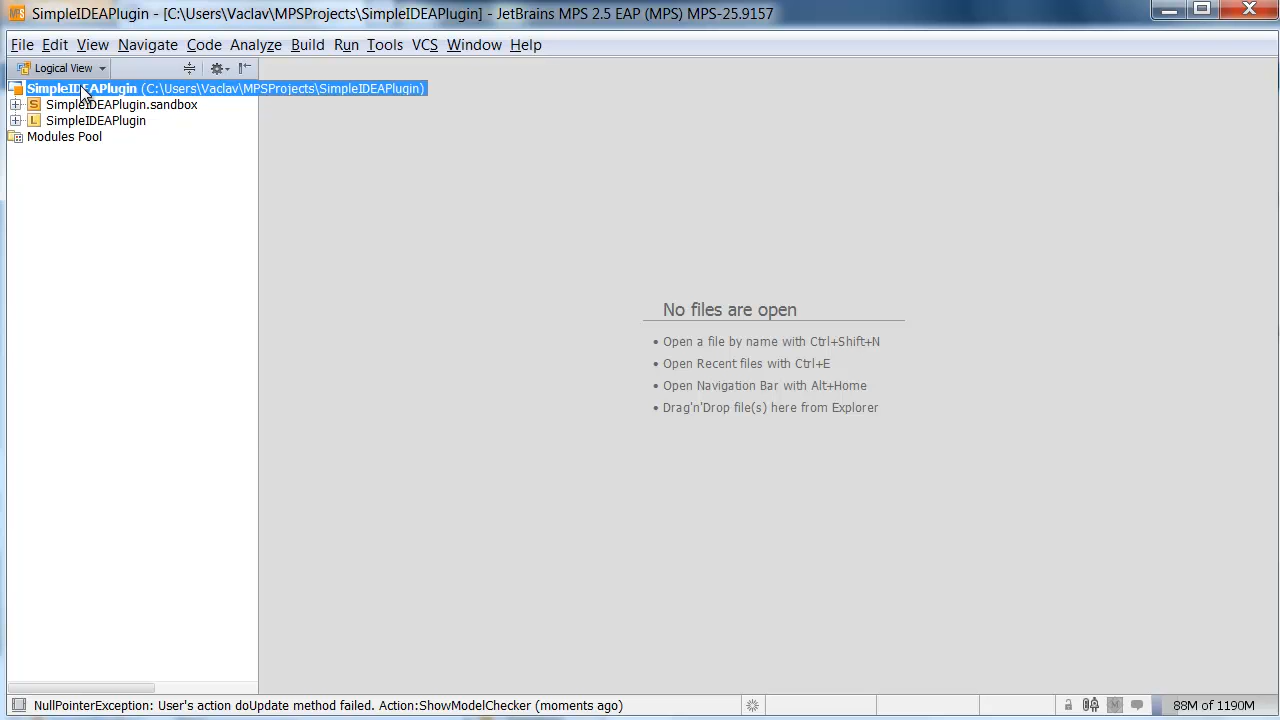 SimpleIDEAPlugin - [C:\Users\Vaclav\MPSProjects\SimpleIDEAPlugin] - JetBrains MPS 2.5 EAP (MPS) MPS-25.9157
File Edit View Navigate Code Analyze Build Run Tools VCS Window Help
Logical View
SimpleIDEAPlugin (C:\Users\Vaclav\MPSProjects\SimpleIDEAPlugin)
S SimpleIDEAPlugin.sandbox
L SimpleIDEAPlugin
Modules Pool
No files are open
• Open a file by name with Ctrl+Shift+N
• Open Recent files with Ctrl+E
• Open Navigation Bar with Alt+Home
• Drag'n'Drop file(s) here from Explorer
NullPointerException: User's action doUpdate method failed. Action:ShowModelChecker (moments ago)
88M of 1190M